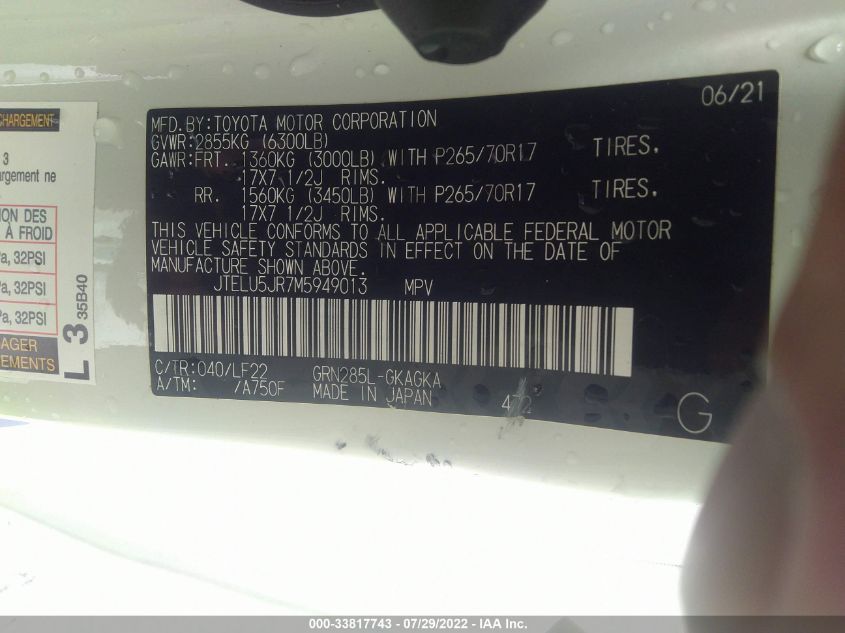 06/21
MFD.BY:TOYOTA MOTOR CORPORATION
GVWR:2855KG (6300LB)
GAWR:FRT. 1360KG (3000LB) WITH P265/70R17 TIRES.
17X7 1/2J RIMS.
RR. 1560KG (3450LB) WITH P265/70R17 TIRES.
17X7 1/2J RIMS.
THIS VEHICLE CONFORMS TO ALL APPLICABLE FEDERAL MOTOR
VEHICLE SAFETY STANDARDS IN EFFECT ON THE DATE OF
MANUFACTURE SHOWN ABOVE.
JTELU5JR7M5949013 MPV
C/TR:040/LF22 GRN285L-GKAGKA
A/TM: /A750F MADE IN JAPAN
G
CHARGEMENT
3
argement ne
ION DES
À FROID
Pa, 32PSI
Pa, 32PSI
Pa, 32PSI
AGER
EMENTS
L 3 35B40
000-33817743 - 07/29/2022 - IAA Inc.